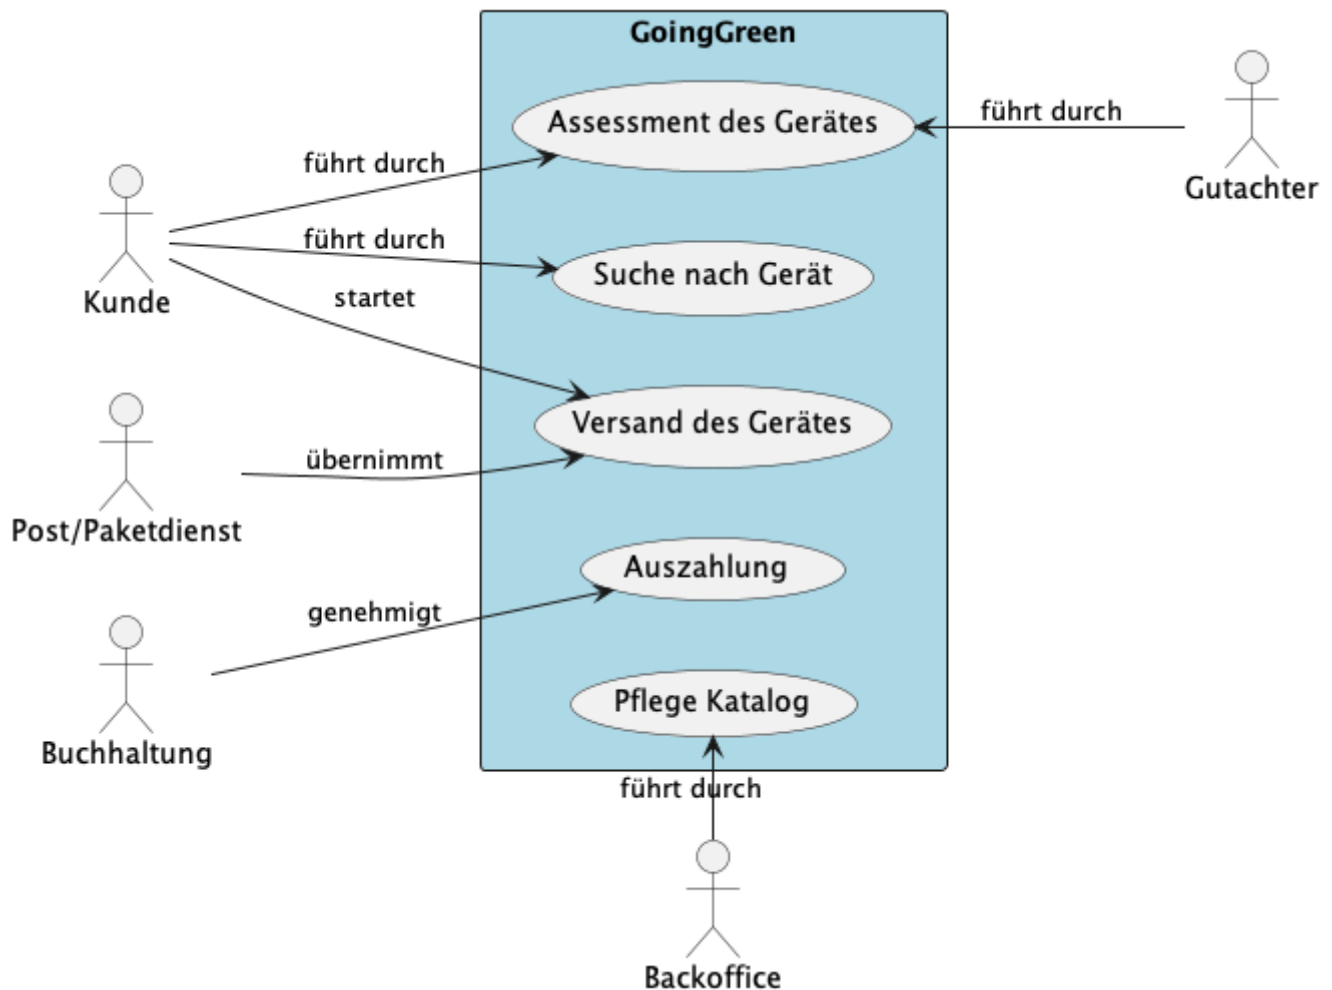 GoingGreen
Assessment des Gerätes
führt durch
Gutachter
führt durch
Kunde
führt durch
Suche nach Gerät
startet
Versand des Gerätes
übernimmt
Post/Paketdienst
Auszahlung
genehmigt
Buchhaltung
Pflege Katalog
führt durch
Backoffice